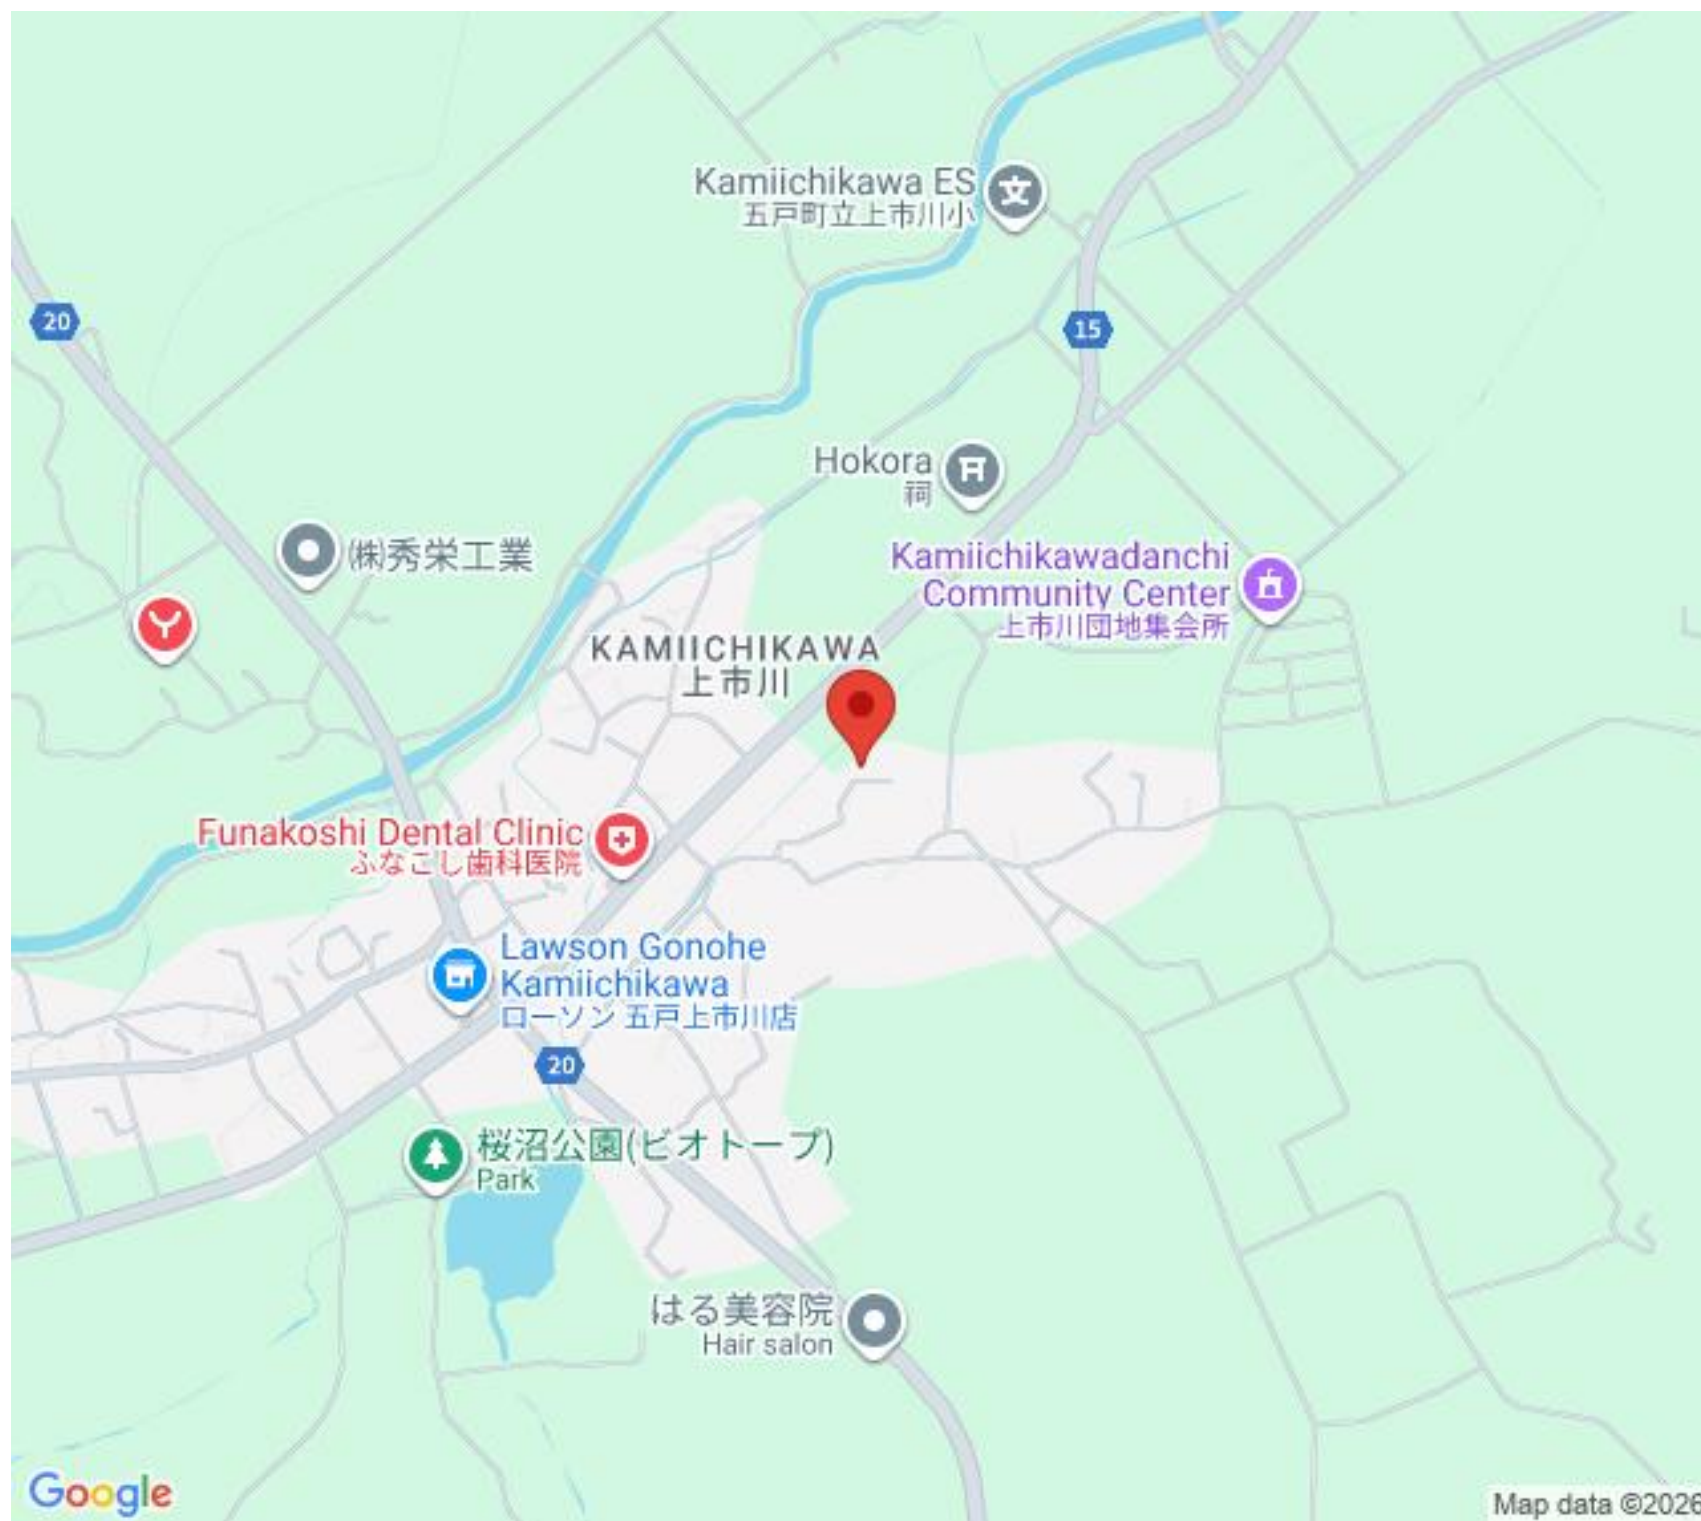 Kamiichikawa ES
五戸町立上市川小
文
20
15
Hokora
祠
㈱秀栄工業
Kamiichikawadanchi
Community Center
上市川団地集会所
KAMIICHIKAWA
上市川
Funakoshi Dental Clinic
ふなこし歯科医院
Lawson Gonohe
Kamiichikawa
ローソン 五戸上市川店
20
桜沼公園(ビオトープ)
Park
はる美容院
Hair salon
Google
Map data ©2026